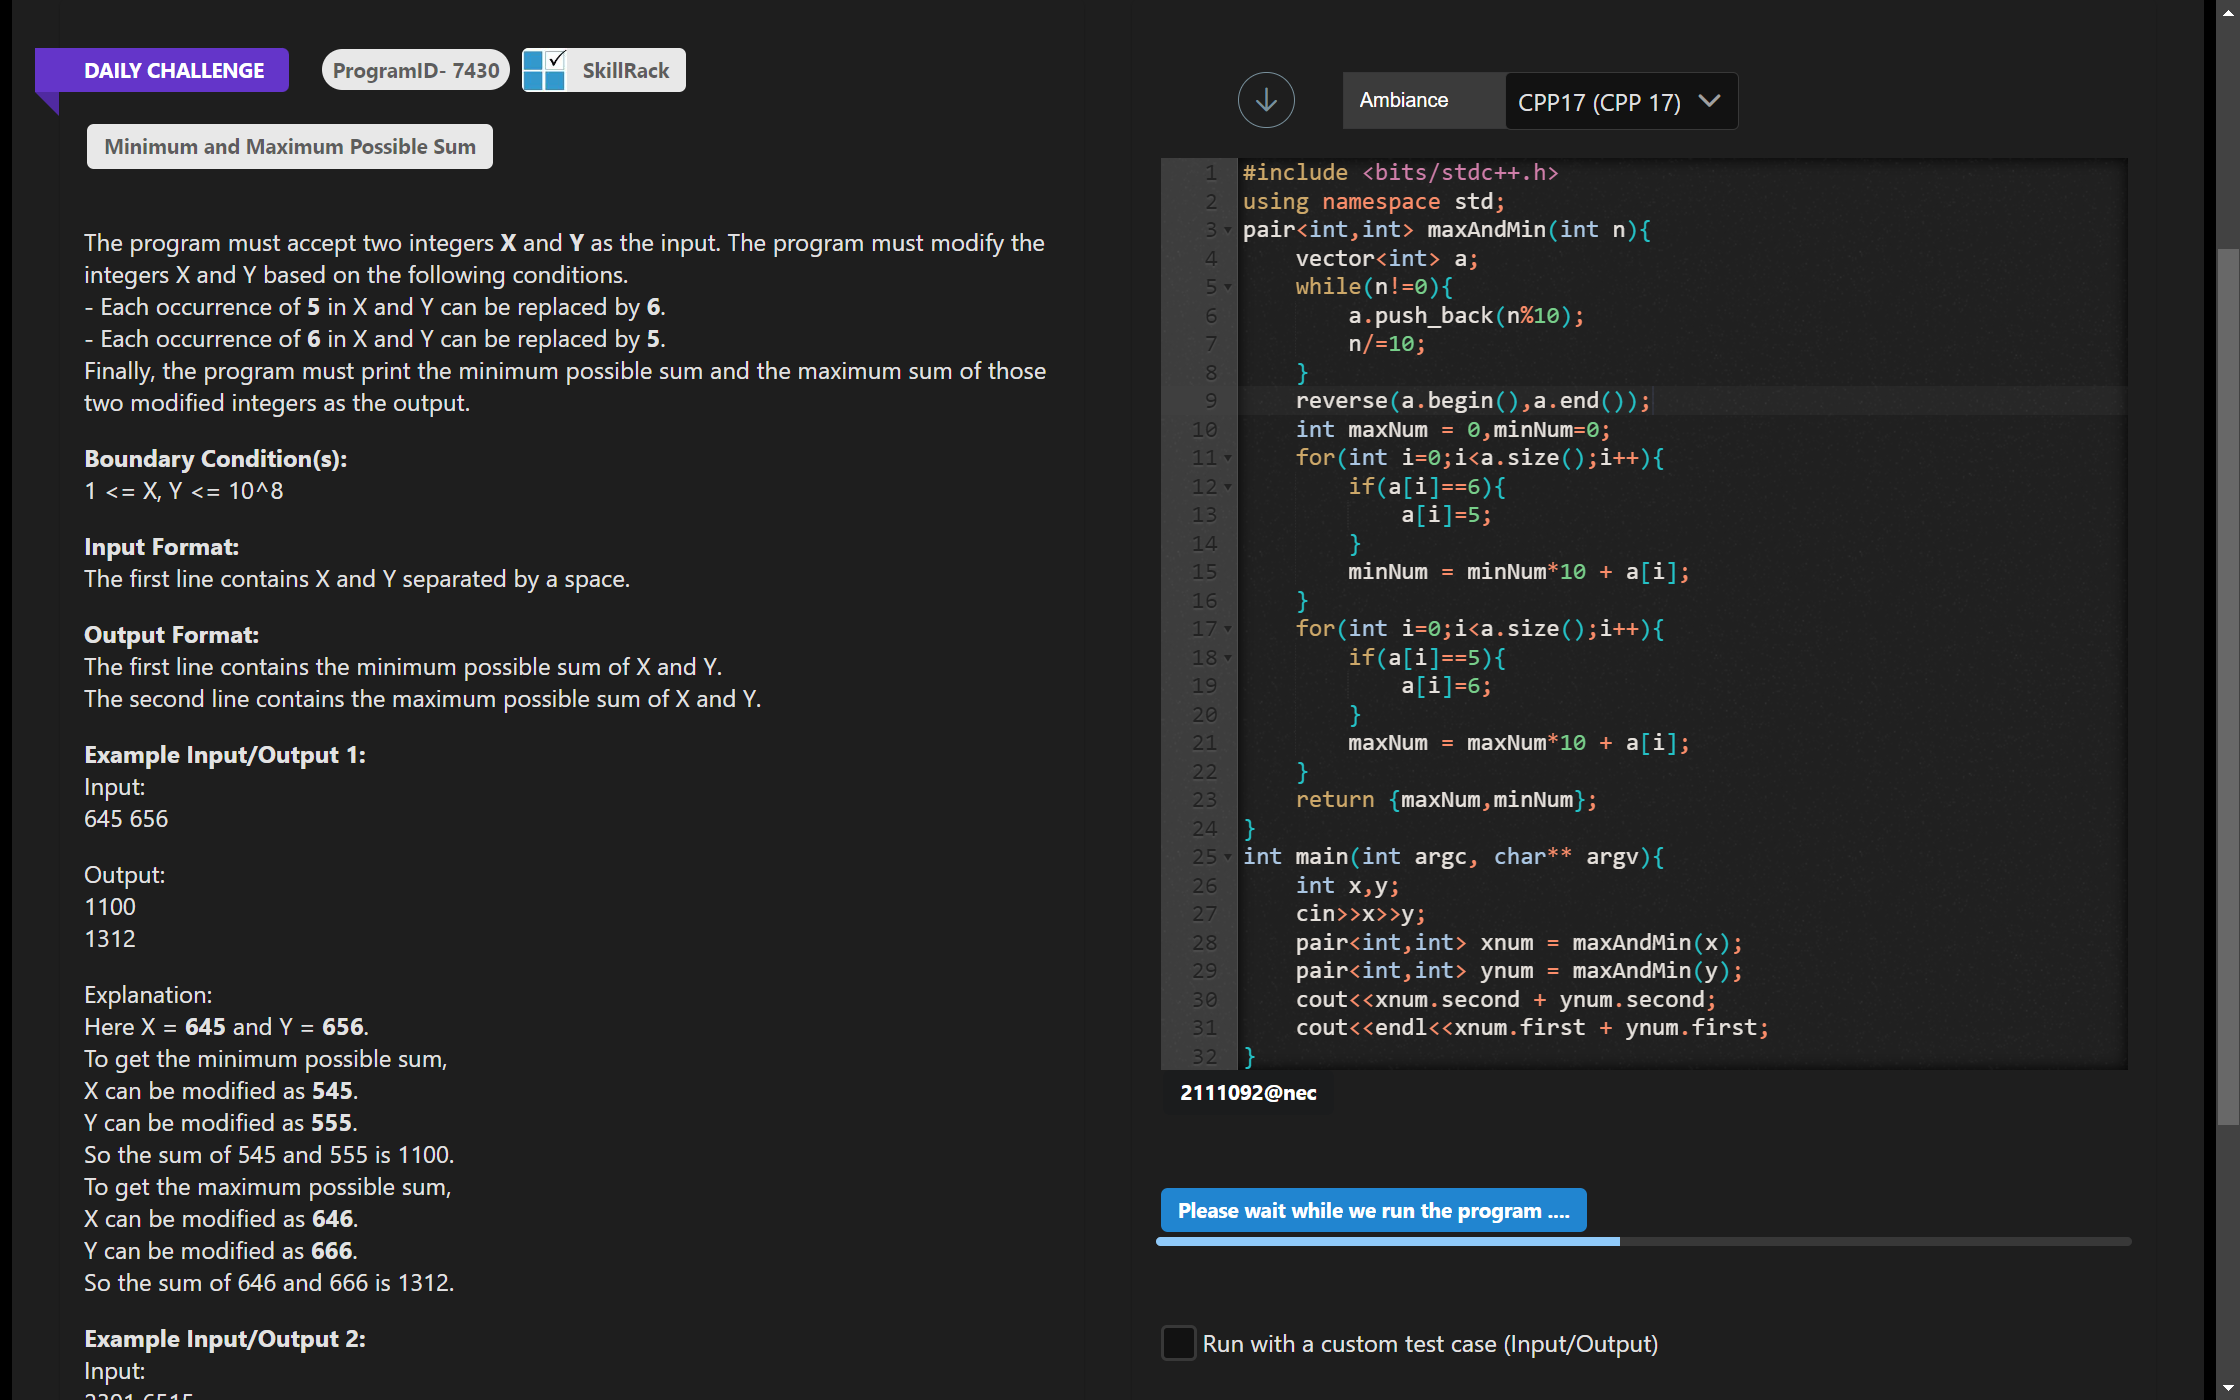 DAILY CHALLENGE
ProgramID- 7430
SkillRack
Minimum and Maximum Possible Sum
The program must accept two integers X and Y as the input. The program must modify the
integers X and Y based on the following conditions.
- Each occurrence of 5 in X and Y can be replaced by 6.
- Each occurrence of 6 in X and Y can be replaced by 5.
Finally, the program must print the minimum possible sum and the maximum sum of those
two modified integers as the output.
Boundary Condition(s):
1 <= X, Y <= 10^8
Input Format:
The first line contains X and Y separated by a space.
Output Format:
The first line contains the minimum possible sum of X and Y.
The second line contains the maximum possible sum of X and Y.
Example Input/Output 1:
Input:
645 656
Output:
1100
1312
Explanation:
Here X = 645 and Y = 656.
To get the minimum possible sum,
X can be modified as 545.
Y can be modified as 555.
So the sum of 545 and 555 is 1100.
To get the maximum possible sum,
X can be modified as 646.
Y can be modified as 666.
So the sum of 646 and 666 is 1312.
Example Input/Output 2:
Input:
Ambiance
CPP17 (CPP 17)
1 #include <bits/stdc++.h>
2 using namespace std;
3 pair<int,int> maxAndMin(int n){
4     vector<int> a;
5     while(n!=0){
6         a.push_back(n%10);
7         n/=10;
8     }
9     reverse(a.begin(),a.end());
10     int maxNum = 0,minNum=0;
11     for(int i=0;i<a.size();i++){
12         if(a[i]==6){
13             a[i]=5;
14         }
15         minNum = minNum*10 + a[i];
16     }
17     for(int i=0;i<a.size();i++){
18         if(a[i]==5){
19             a[i]=6;
20         }
21         maxNum = maxNum*10 + a[i];
22     }
23     return {maxNum,minNum};
24 }
25 int main(int argc, char** argv){
26     int x,y;
27     cin>>x>>y;
28     pair<int,int> xnum = maxAndMin(x);
29     pair<int,int> ynum = maxAndMin(y);
30     cout<<xnum.second + ynum.second;
31     cout<<endl<<xnum.first + ynum.first;
32 }
2111092@nec
Please wait while we run the program ....
Run with a custom test case (Input/Output)